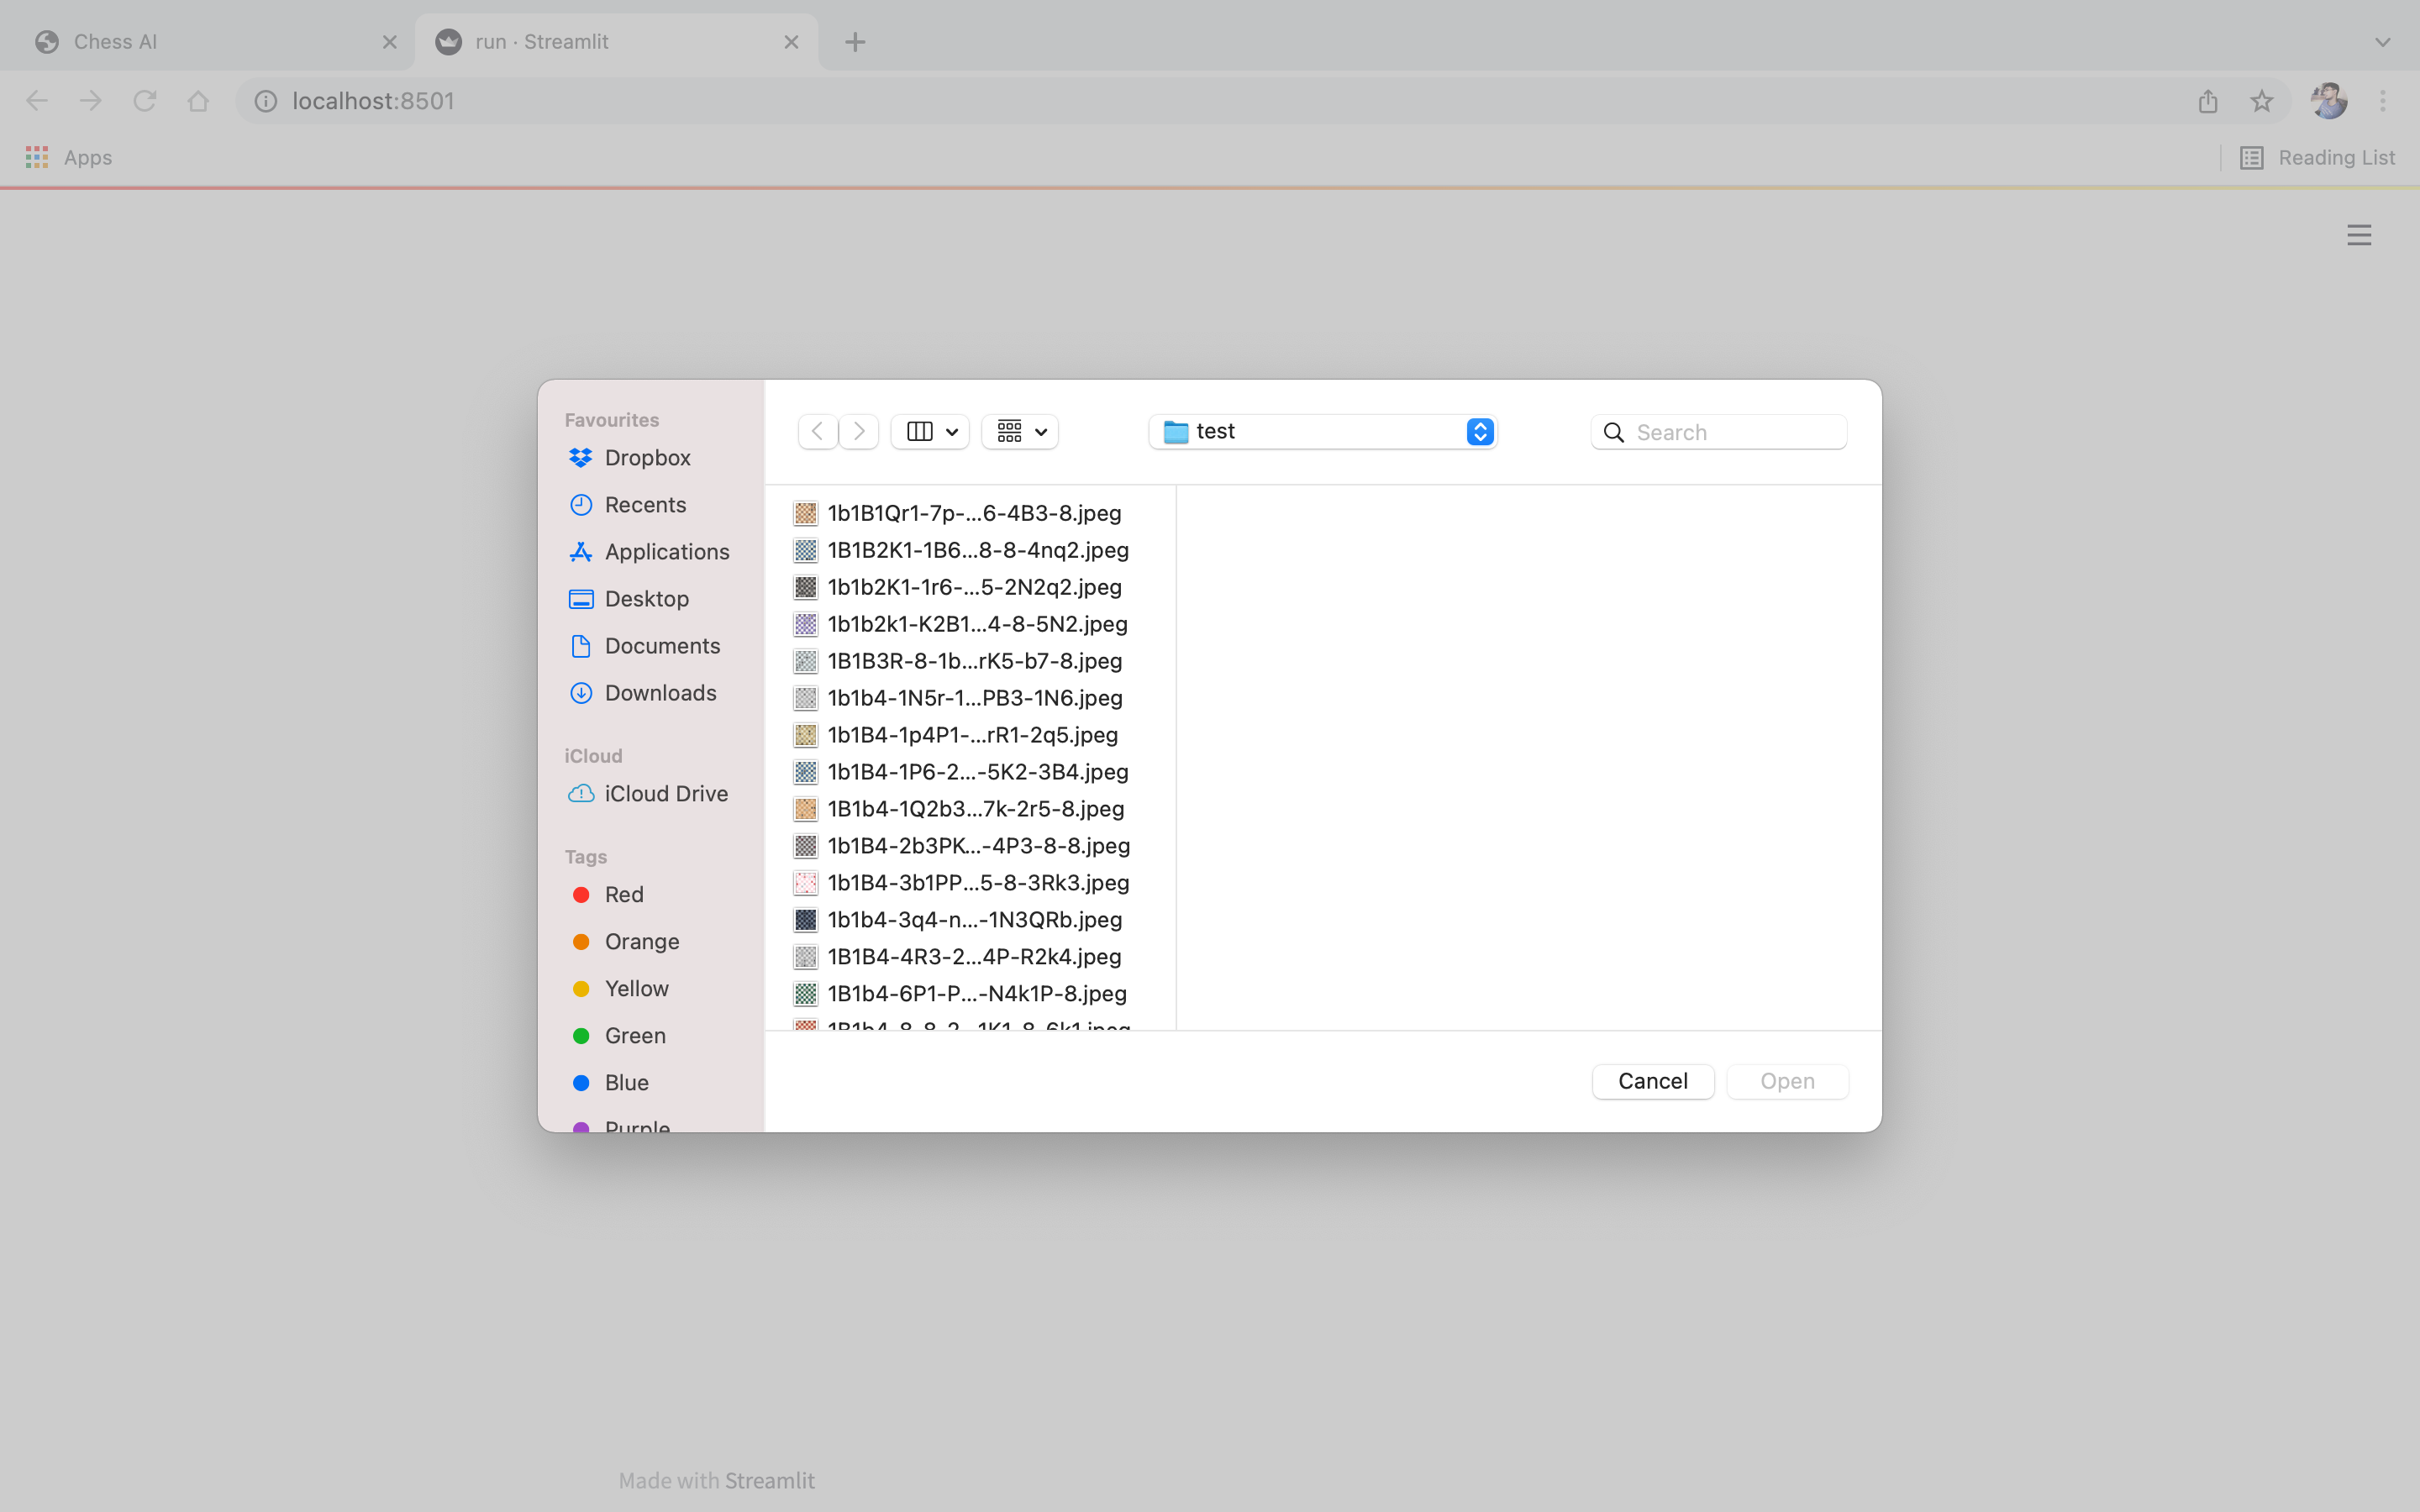 Chess AI
run · Streamlit
localhost:8501
Apps
Reading List
Favourites
Dropbox
Recents
Applications
Desktop
Documents
Downloads
iCloud
iCloud Drive
Tags
Red
Orange
Yellow
Green
Blue
Purple
test
Search
1b1B1Qr1-7p-...6-4B3-8.jpeg
1B1B2K1-1B6...8-8-4nq2.jpeg
1b1b2K1-1r6-...5-2N2q2.jpeg
1b1b2k1-K2B1...4-8-5N2.jpeg
1B1B3R-8-1b...rK5-b7-8.jpeg
1b1b4-1N5r-1...PB3-1N6.jpeg
1b1B4-1p4P1-...rR1-2q5.jpeg
1b1B4-1P6-2...-5K2-3B4.jpeg
1B1b4-1Q2b3...7k-2r5-8.jpeg
1b1B4-2b3PK...-4P3-8-8.jpeg
1b1B4-3b1PP...5-8-3Rk3.jpeg
1b1b4-3q4-n...-1N3QRb.jpeg
1B1B4-4R3-2...4P-R2k4.jpeg
1B1b4-6P1-P...-N4k1P-8.jpeg
Cancel
Open
Made with Streamlit